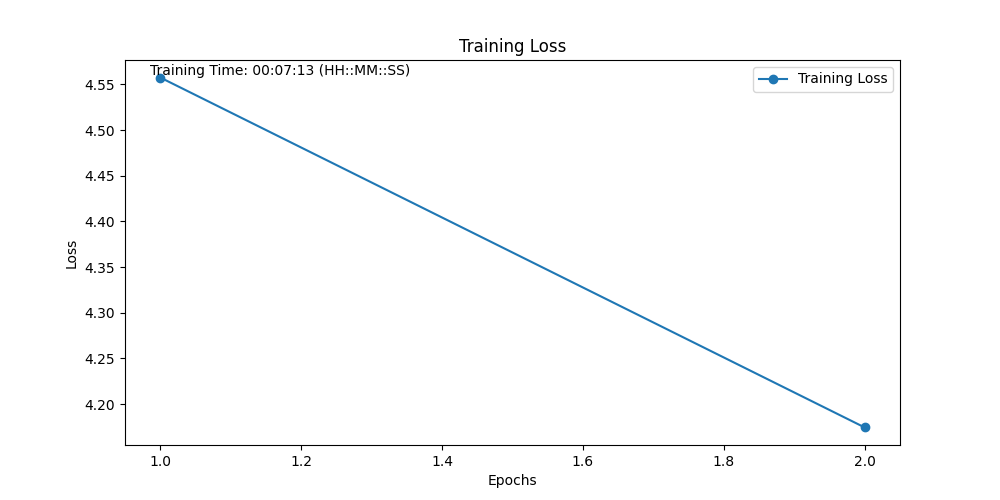 Training Loss
Training Time: 00:07:13 (HH::MM::SS)
Training Loss
4.55
4.50
4.45
4.40
4.35
4.30
4.25
4.20
Loss
1.0 1.2 1.4 1.6 1.8 2.0
Epochs